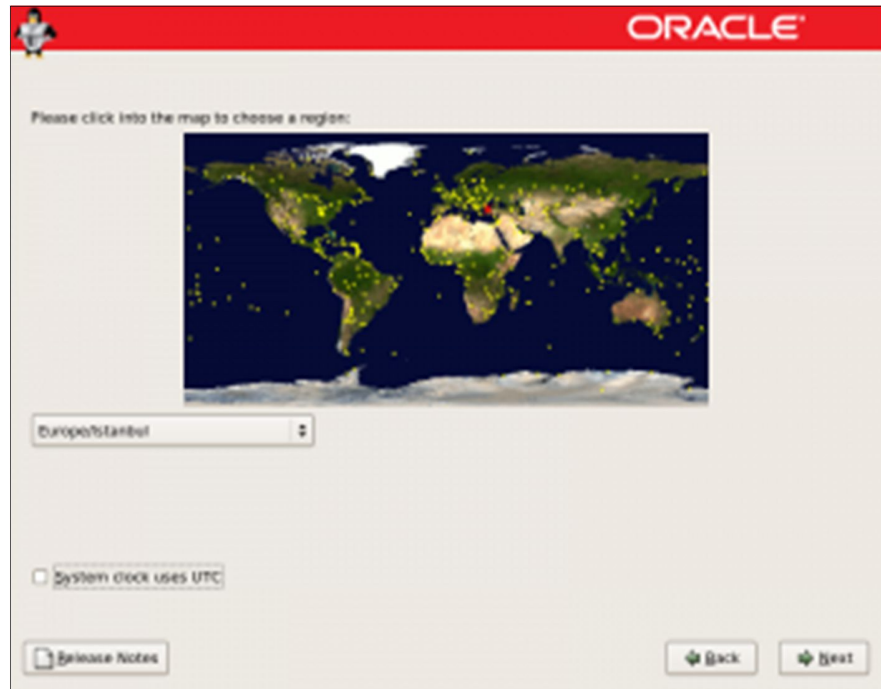 ORACLE
Please click into the map to choose a region:
Europe/Istanbul
System clock uses UTC
Release Notes
Back
Next